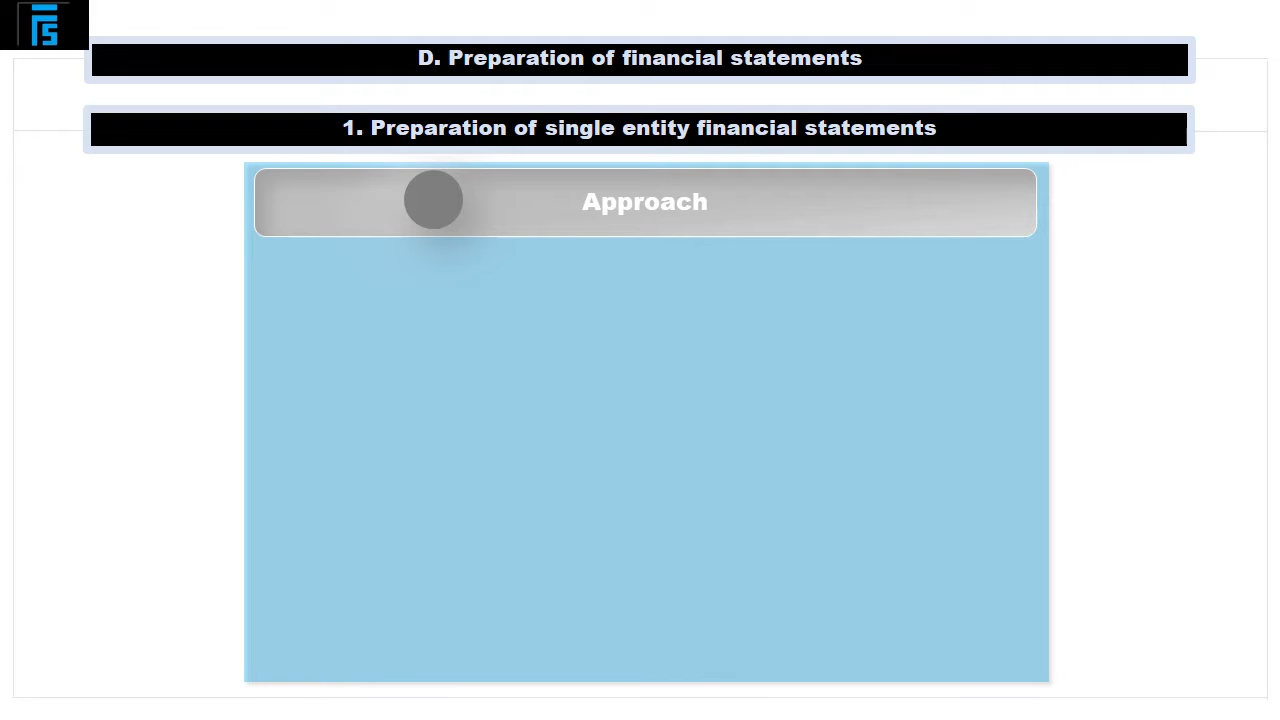 D. Preparation of financial statements
1. Preparation of single entity financial statements
Approach